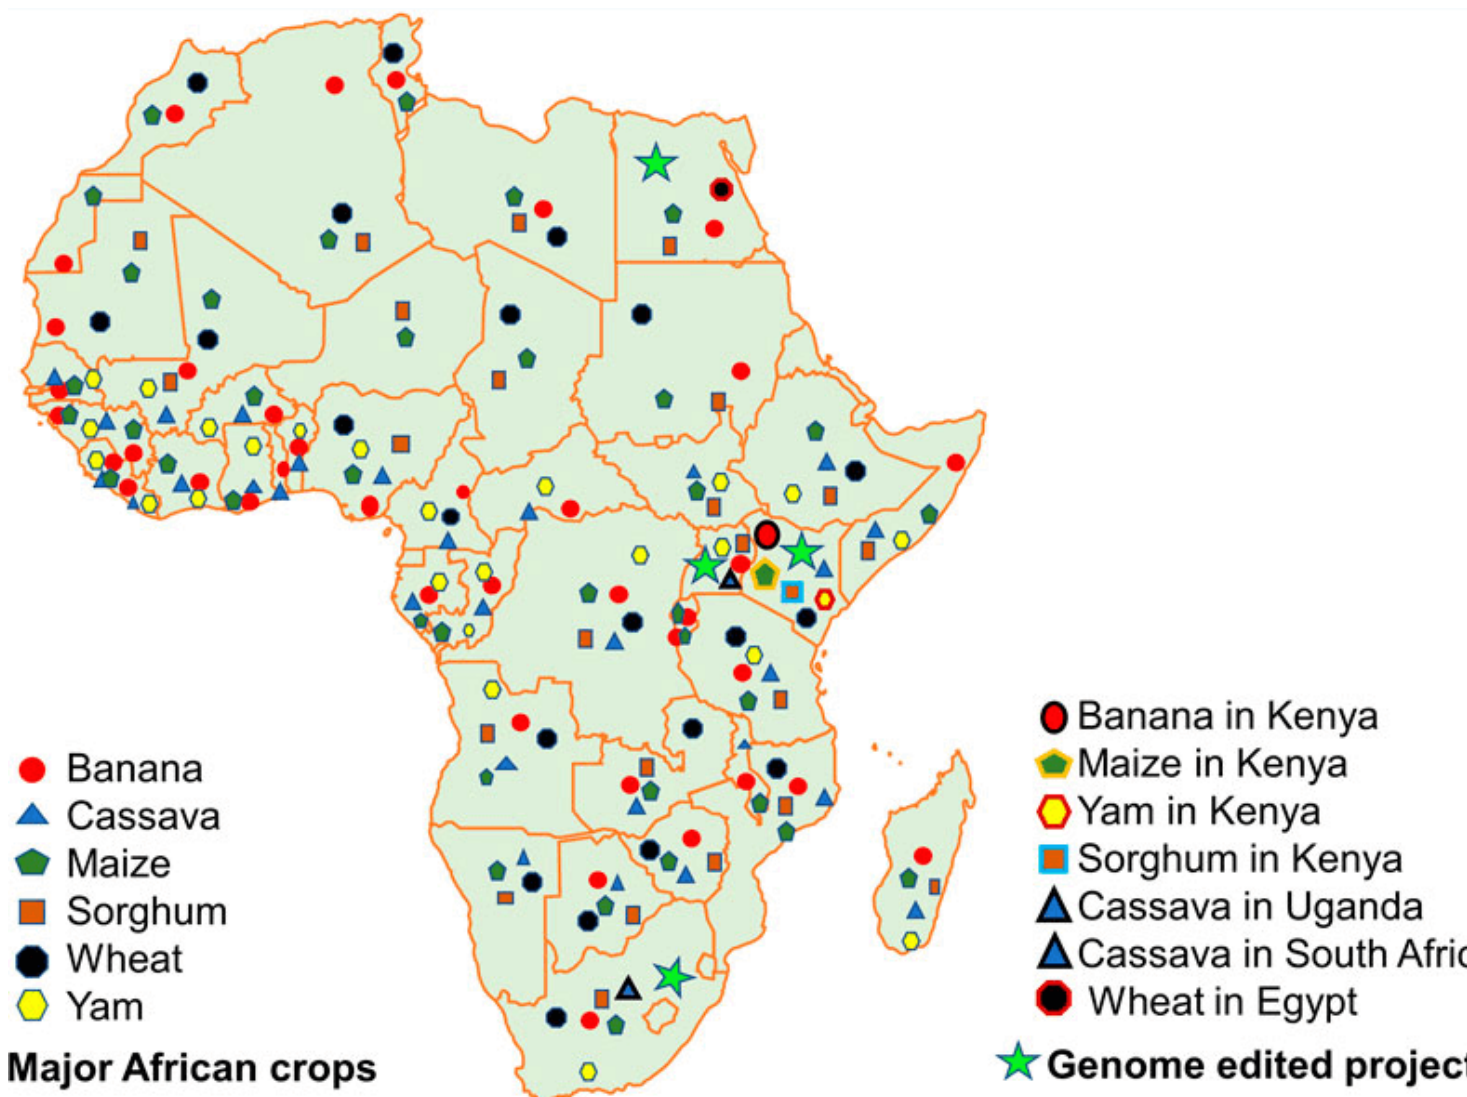 Banana
Cassava
Maize
Sorghum
Wheat
Yam
Major African crops
Banana in Kenya
Maize in Kenya
Yam in Kenya
Sorghum in Kenya
Cassava in Uganda
Cassava in South Afric
Wheat in Egypt
Genome edited project